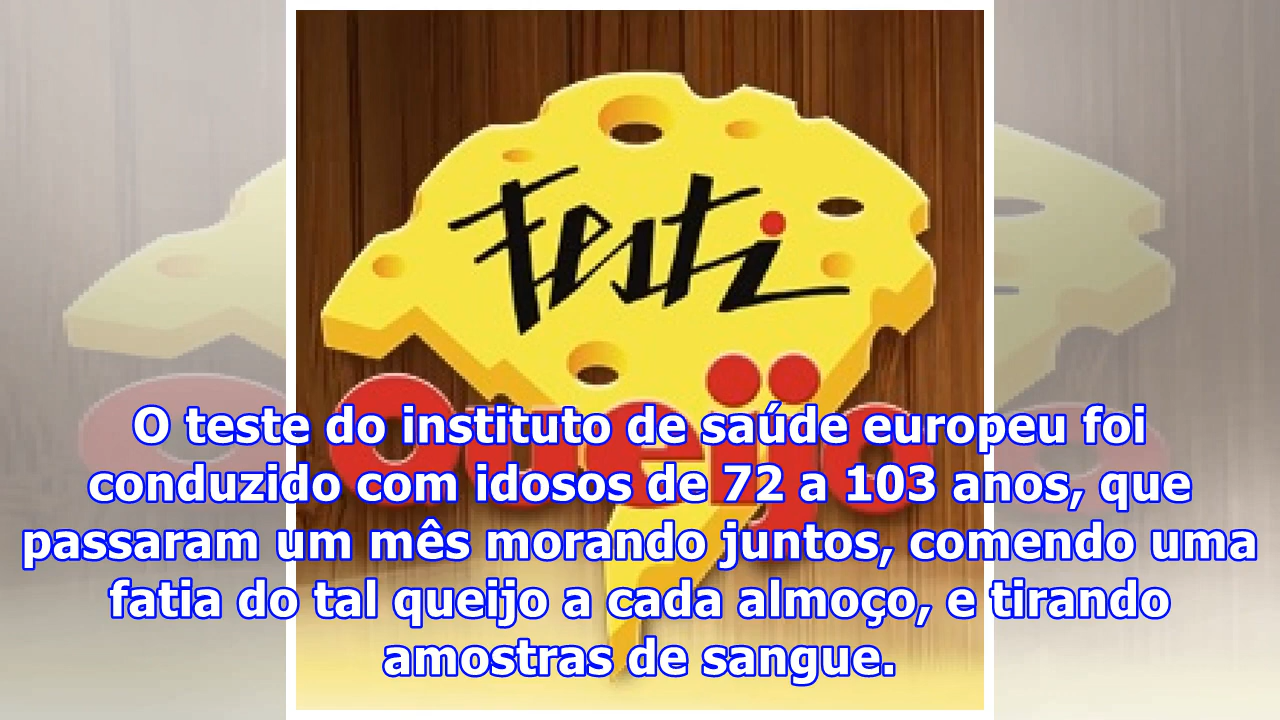 Festi
Queijo
O teste do instituto de saúde europeu foi
conduzido com idosos de 72 a 103 anos, que
passaram um mês morando juntos, comendo uma
fatia do tal queijo a cada almoço, e tirando
amostras de sangue.